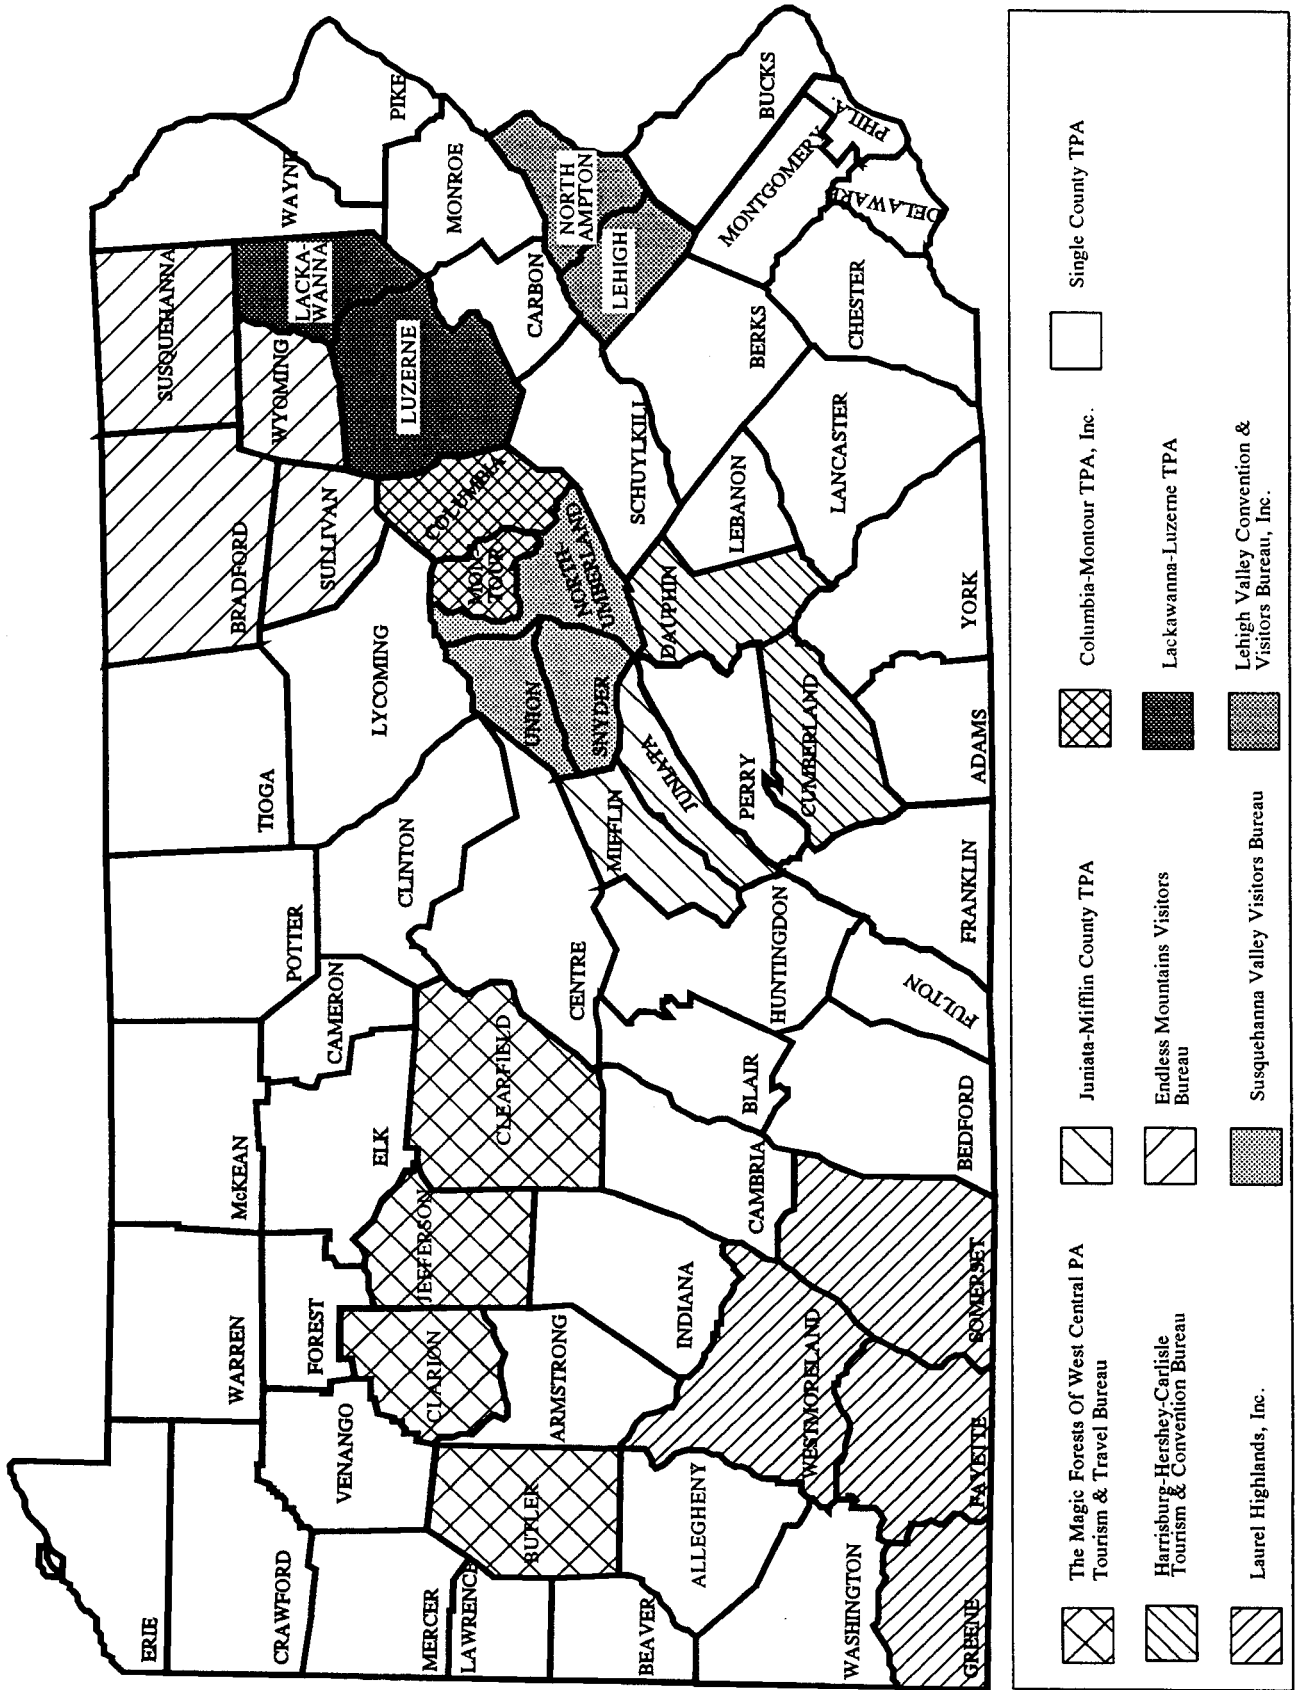 ERIE
CRAWFORD
MERCER
LAWRENCE
BEAVER
WASHINGTON
GREENE
WARREN
FOREST
VENANGO
CLARION
BUTLER
ARMSTRONG
ALLEGHENY
WESTMORELAND
FAYETTE
McKEAN
ELK
JEFFERSON
INDIANA
CAMBRIA
SOMERSET
POTTER
CAMERON
CLEARFIELD
CENTRE
BLAIR
HUNTINGDON
BEDFORD
FULTON
FRANKLIN
TIOGA
CLINTON
LYCOMING
UNION
SNYDER
MIFFLIN
JUNIATA
PERRY
CUMBERLAND
ADAMS
BRADFORD
SULLIVAN
MON-
TOUR
COLUMBIA
NORTH
UMBERLAND
DAUPHIN
LEBANON
YORK
SUSQUEHANNA
WYOMING
LACKA-
WANNA
LUZERNE
SCHUYLKILL
BERKS
LANCASTER
WAYNE
PIKE
MONROE
CARBON
NORTH
AMPTON
LEHIGH
BUCKS
MONTGOMERY
PHILA.
DELAWARE
CHESTER
The Magic Forests Of West Central PA
Tourism & Travel Bureau
Harrisburg-Hershey-Carlisle
Tourism & Convention Bureau
Laurel Highlands, Inc.
Juniata-Mifflin County TPA
Endless Mountains Visitors
Bureau
Susquehanna Valley Visitors Bureau
Columbia-Montour TPA, Inc.
Lackawanna-Luzerne TPA
Lehigh Valley Convention &
Visitors Bureau, Inc.
Single County TPA